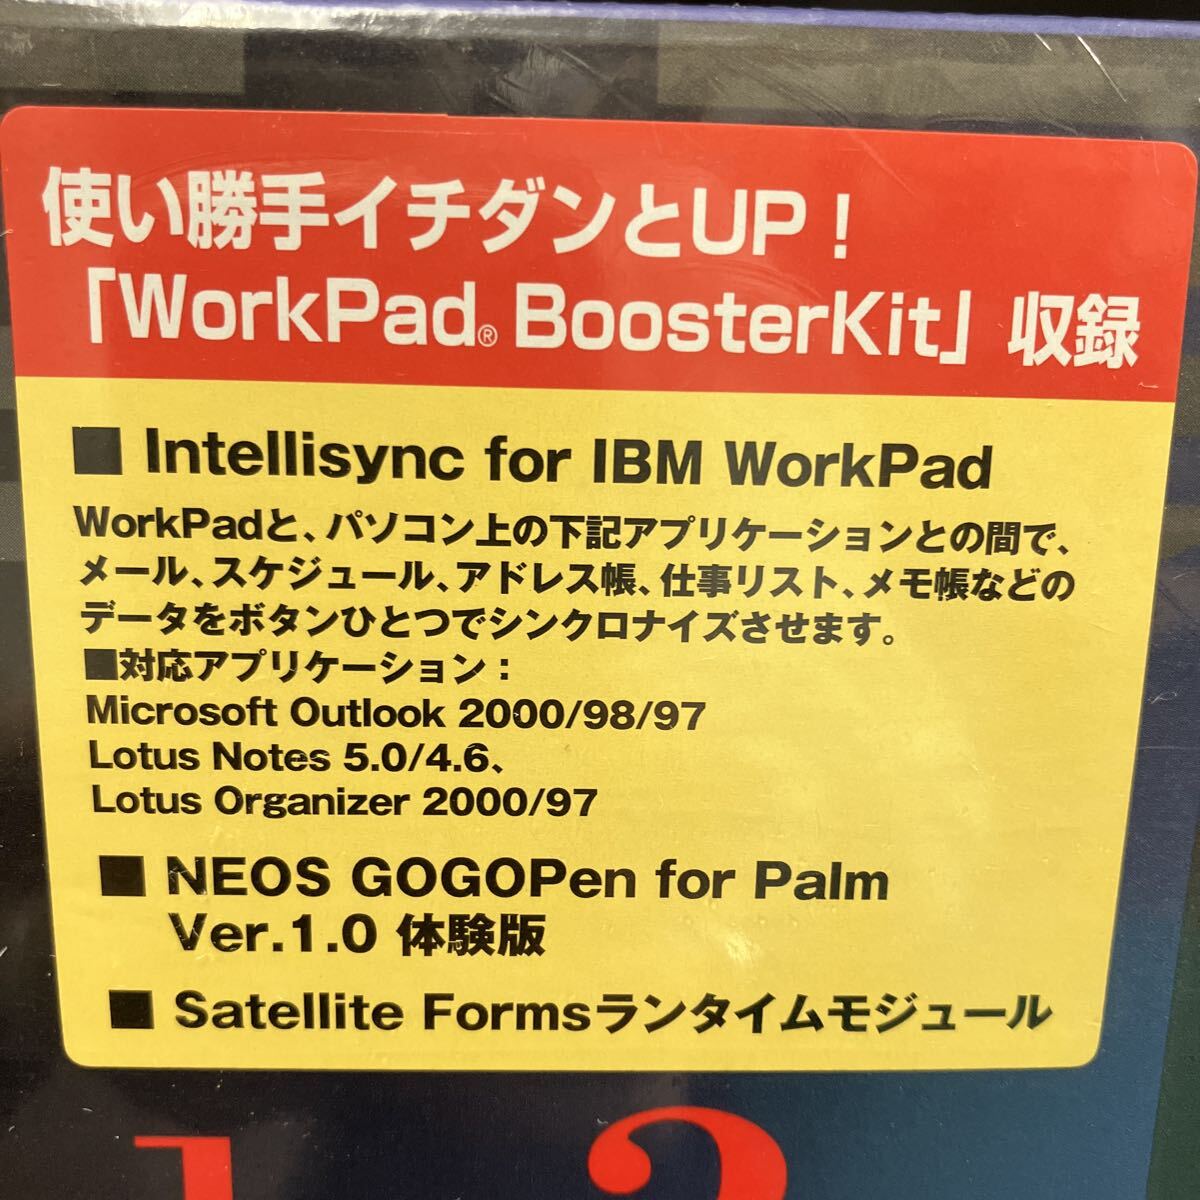 使い勝手イチダンとUP！
「WorkPad® BoosterKit」収録
■ Intellisync for IBM WorkPad
WorkPadと、パソコン上の下記アプリケーションとの間で、
メール、スケジュール、アドレス帳、仕事リスト、メモ帳などの
データをボタンひとつでシンクロナイズさせます。
■対応アプリケーション：
Microsoft Outlook 2000/98/97
Lotus Notes 5.0/4.6、
Lotus Organizer 2000/97
■ NEOS GOGOPen for Palm
Ver.1.0 体験版
■ Satellite Formsランタイムモジュール